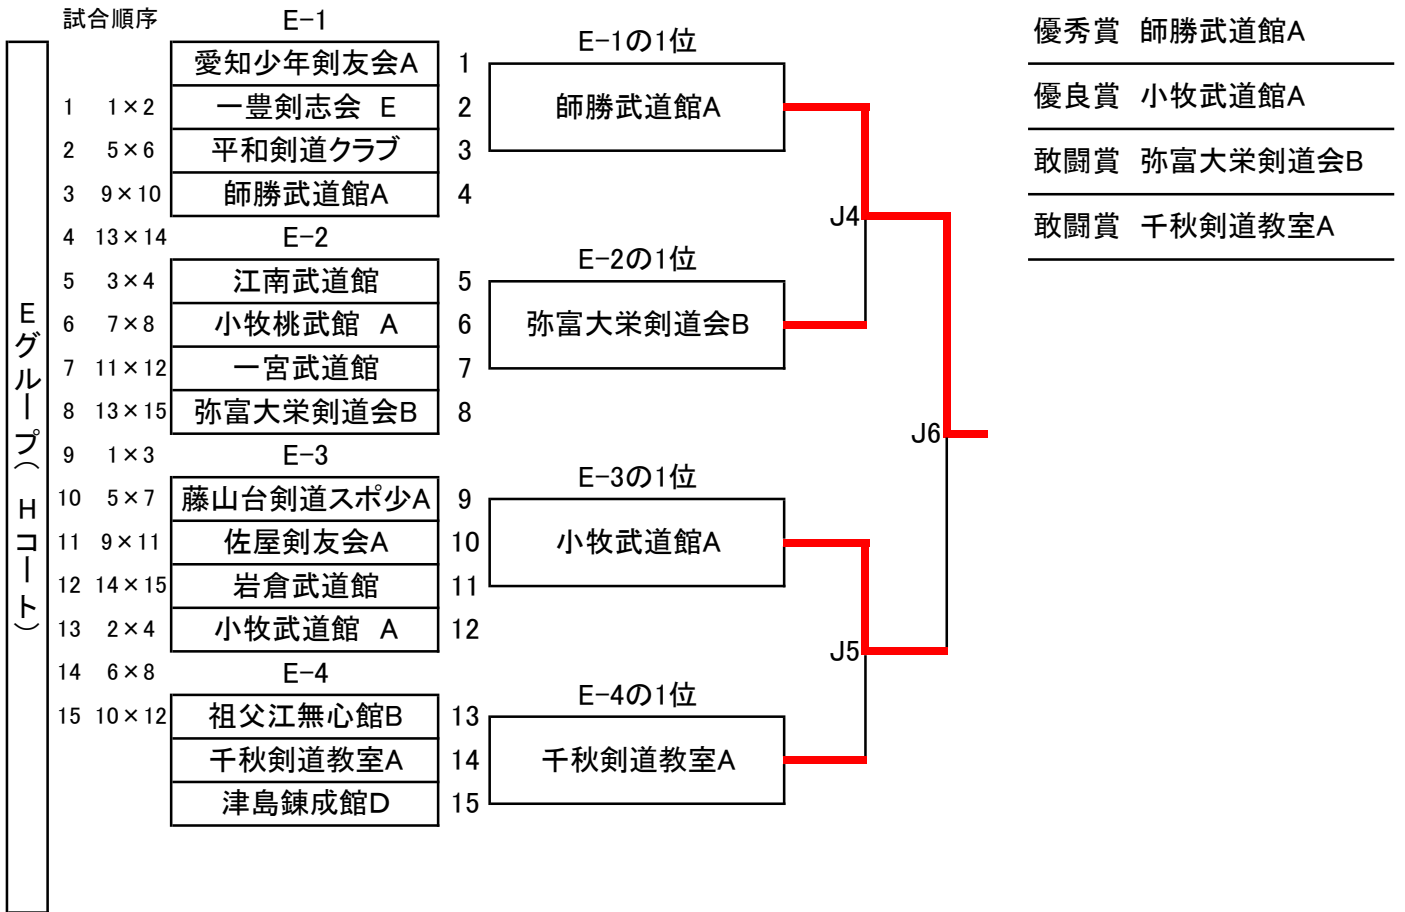 試合順序
Eグループ(Hコート)
1 1×2
2 5×6
3 9×10
4 13×14
5 3×4
6 7×8
7 11×12
8 13×15
9 1×3
10 5×7
11 9×11
12 14×15
13 2×4
14 6×8
15 10×12
E-1
愛知少年剣友会A 1
一豊剣志会 E 2
平和剣道クラブ 3
師勝武道館A 4
E-2
江南武道館 5
小牧桃武館 A 6
一宮武道館 7
弥富大栄剣道会B 8
E-3
藤山台剣道スポ少A 9
佐屋剣友会A 10
岩倉武道館 11
小牧武道館 A 12
E-4
祖父江無心館B 13
千秋剣道教室A 14
津島錬成館D 15
E-1の1位
師勝武道館A
E-2の1位
弥富大栄剣道会B
E-3の1位
小牧武道館A
E-4の1位
千秋剣道教室A
J4
J5
J6
優秀賞 師勝武道館A
優良賞 小牧武道館A
敢闘賞 弥富大栄剣道会B
敢闘賞 千秋剣道教室A